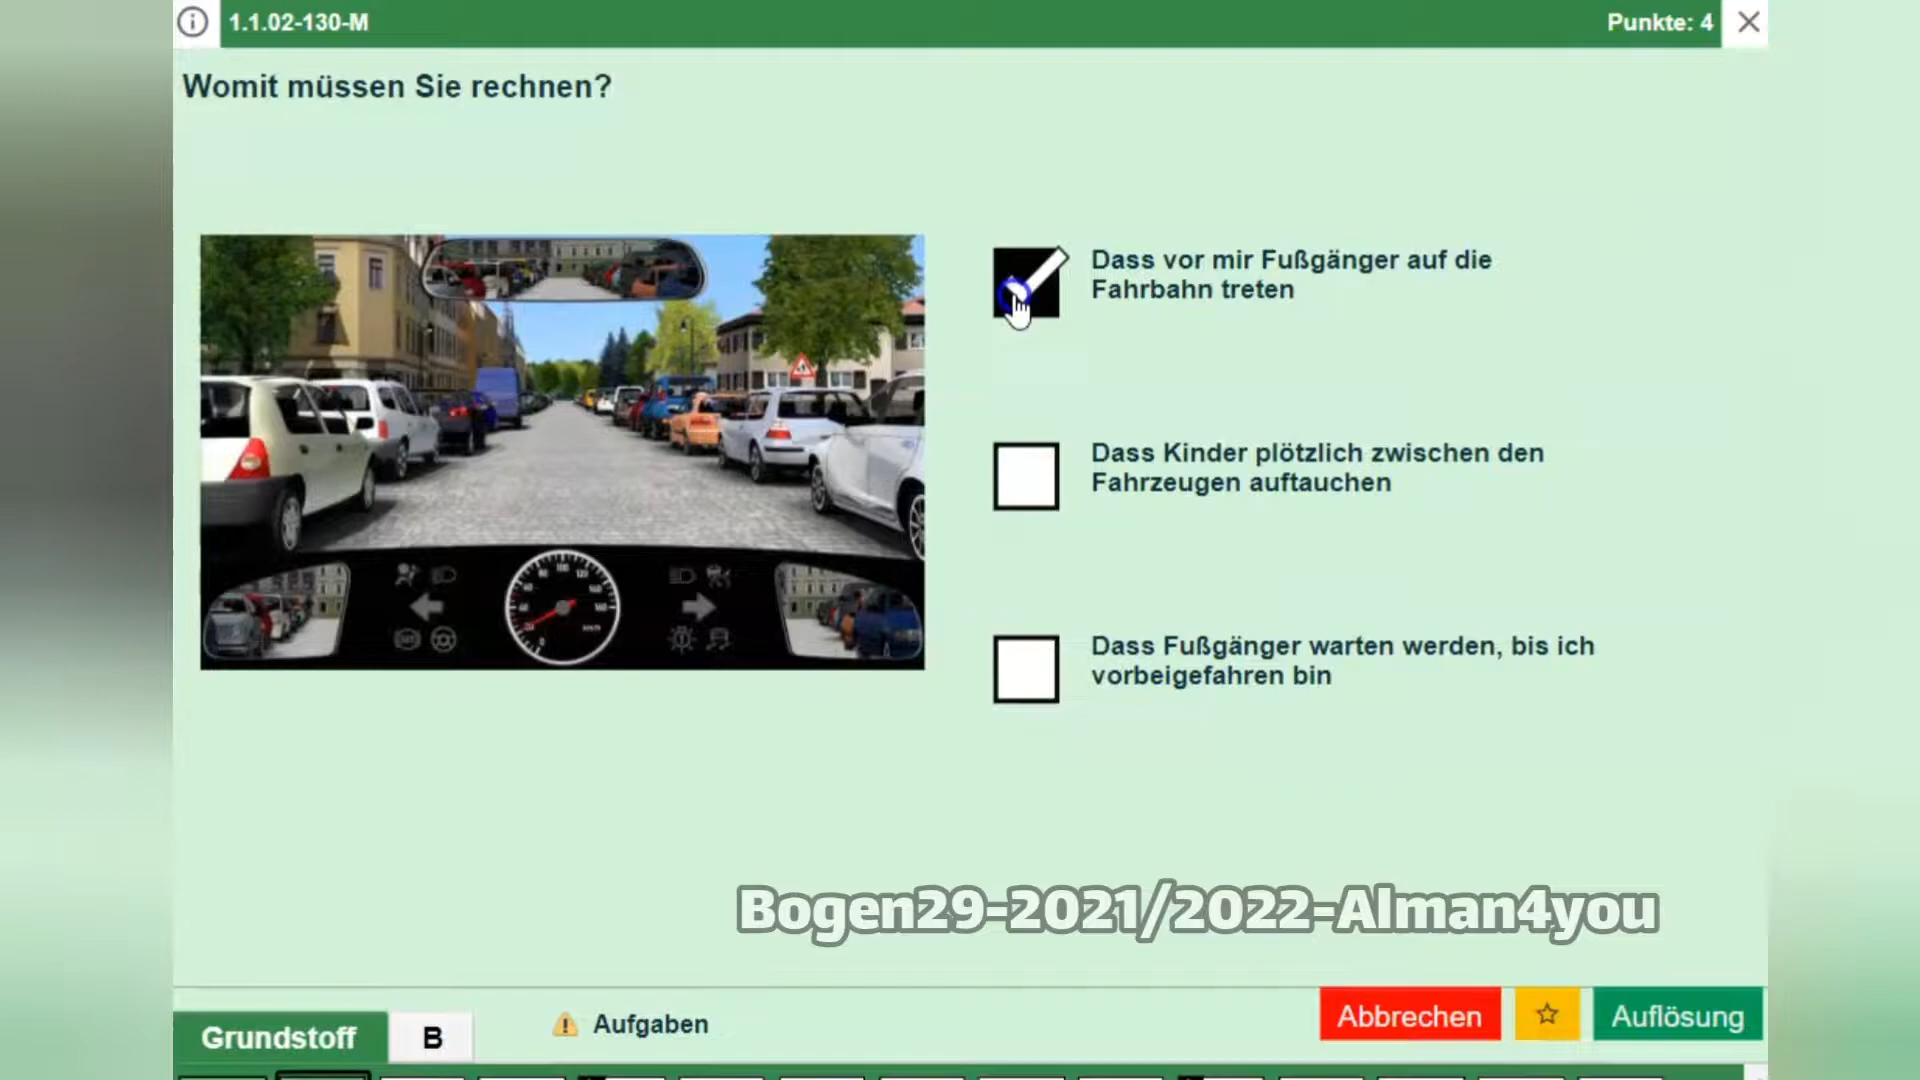 1.1.02-130-M
Punkte: 4
Womit müssen Sie rechnen?
Dass vor mir Fußgänger auf die
Fahrbahn treten
Dass Kinder plötzlich zwischen den
Fahrzeugen auftauchen
Dass Fußgänger warten werden, bis ich
vorbeigefahren bin
Bogen29-2021/2022-Alman4you
Abbrechen
Auflösung
Grundstoff
B
Aufgaben